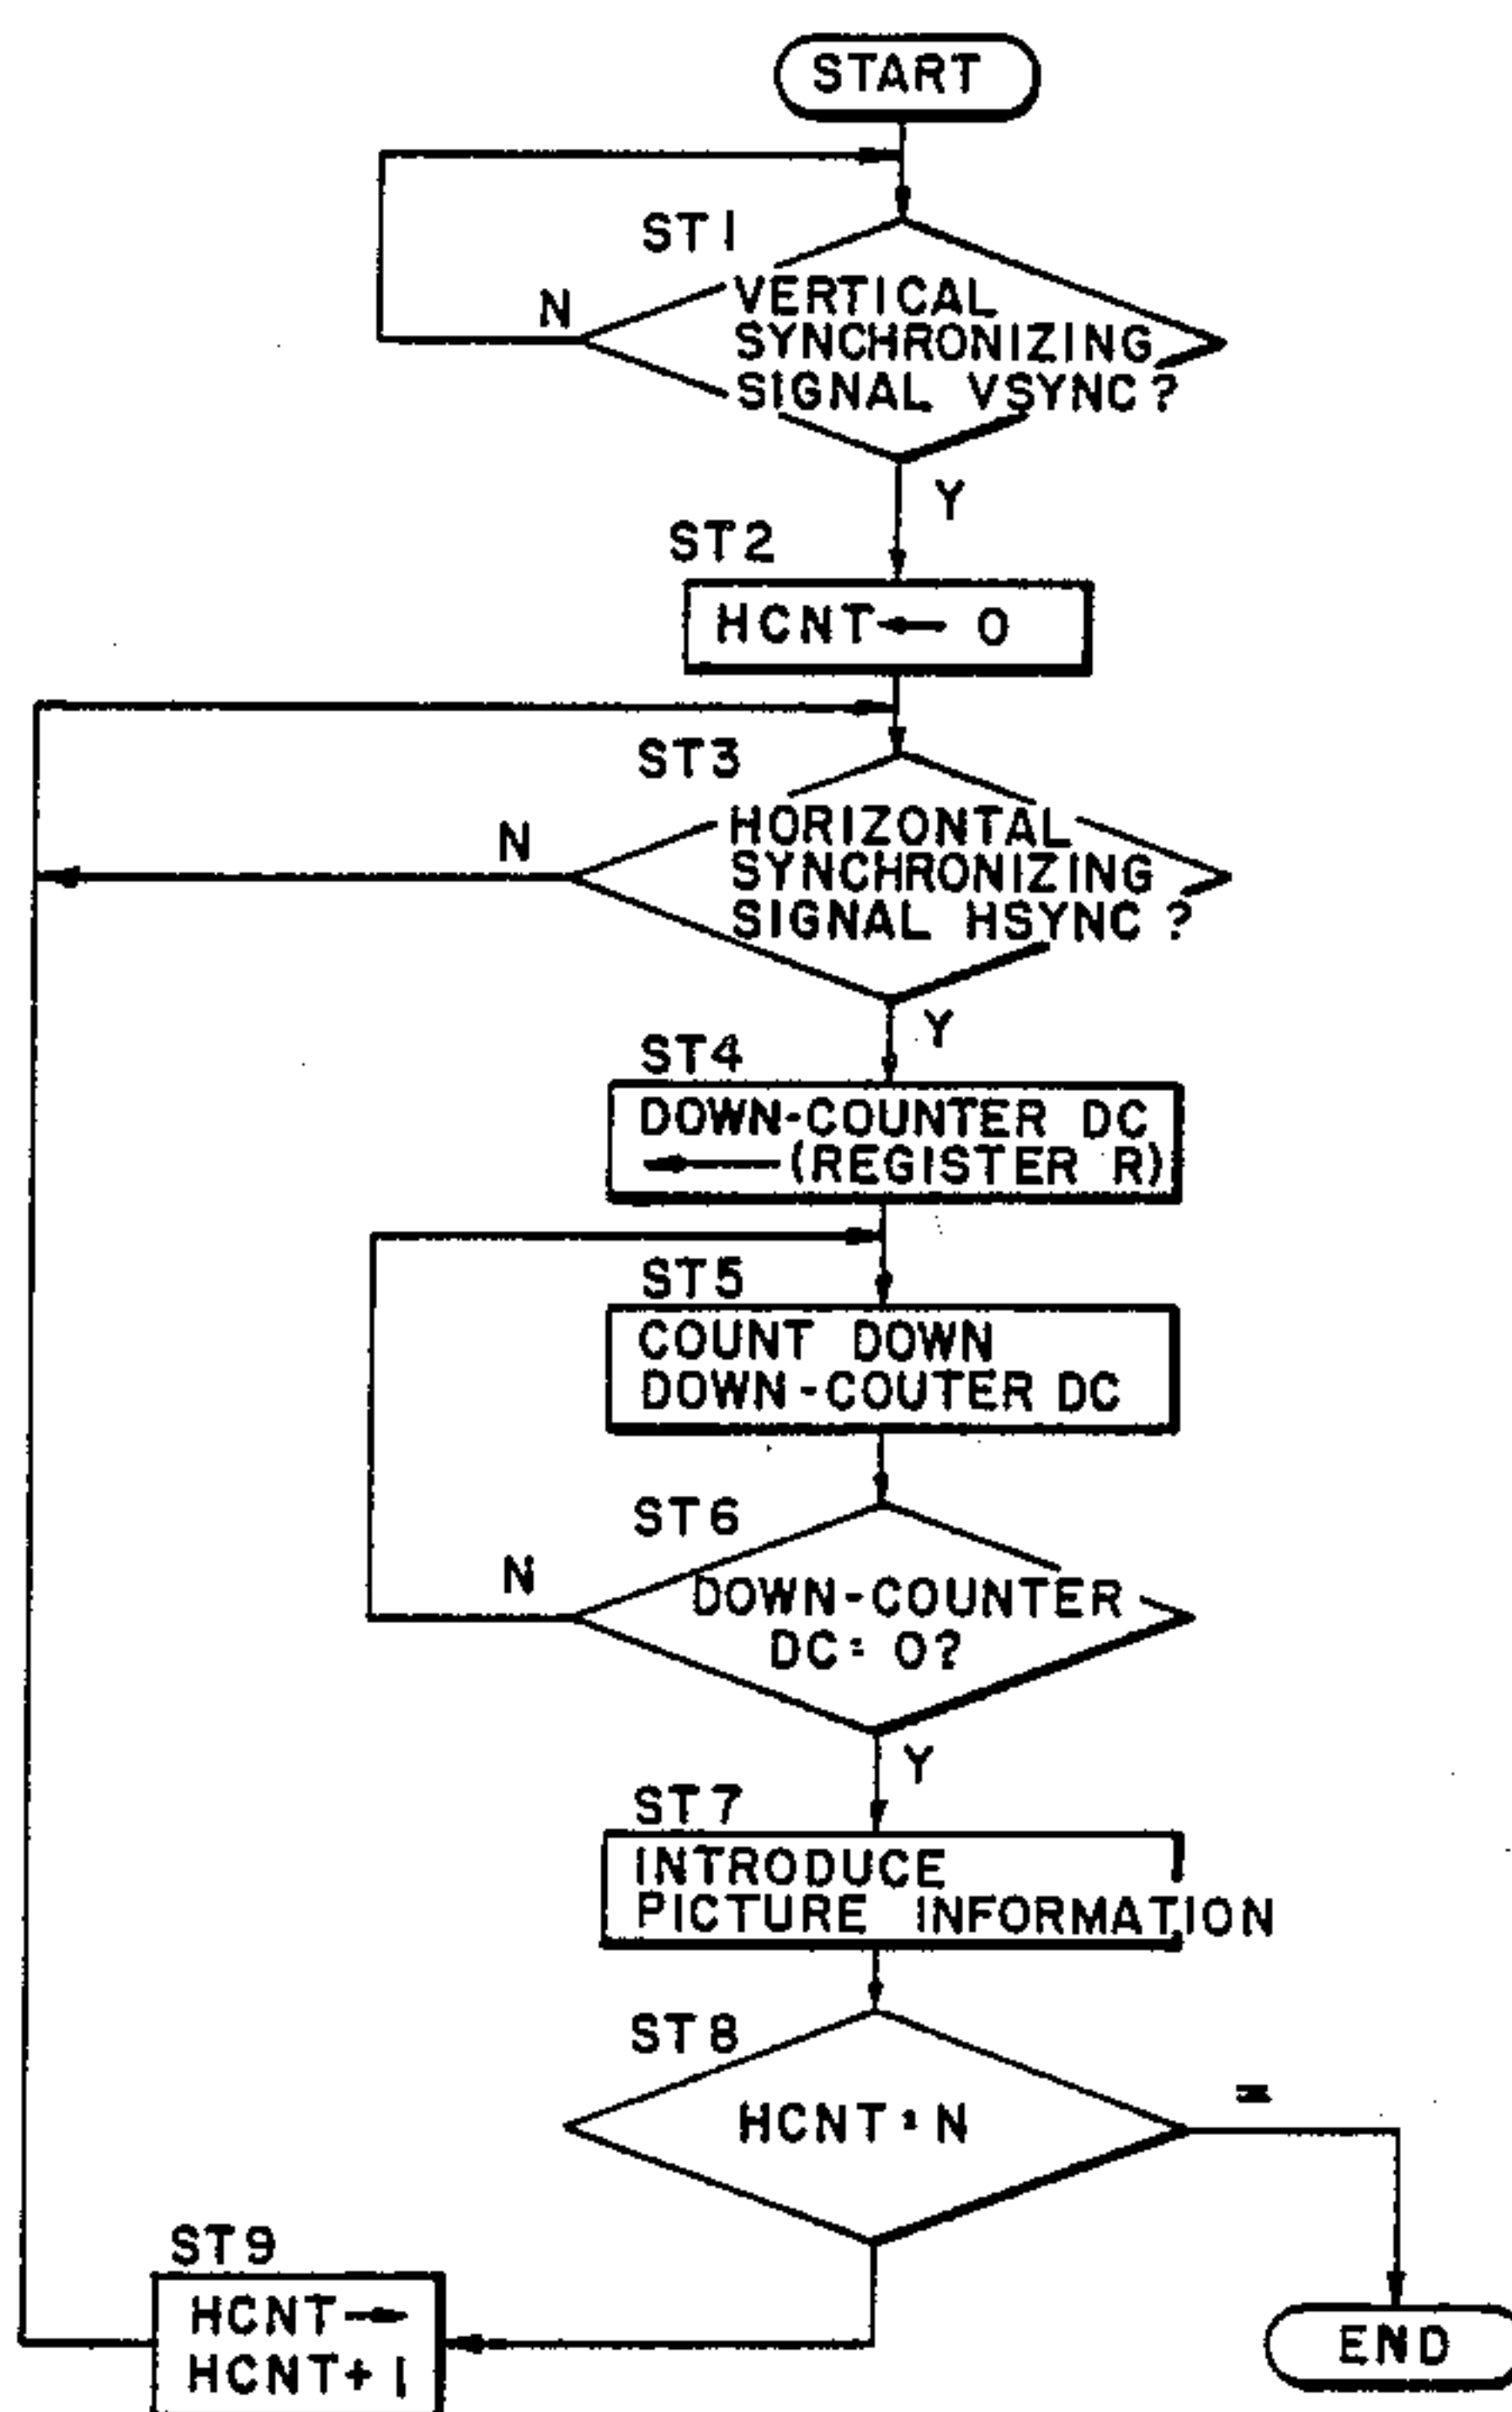 START
ST1
N
VERTICAL
SYNCHRONIZING
SIGNAL VSYNC?
Y
ST2
HCNT← 0
ST3
N
HORIZONTAL
SYNCHRONIZING
SIGNAL HSYNC?
Y
ST4
DOWN-COUNTER DC
←(REGISTER R)
ST5
COUNT DOWN
DOWN-COUTER DC
ST6
N
DOWN-COUNTER
DC= 0?
Y
ST7
INTRODUCE
PICTURE INFORMATION
ST8
HCNT:N
=
ST9
HCNT→
HCNT+1
END